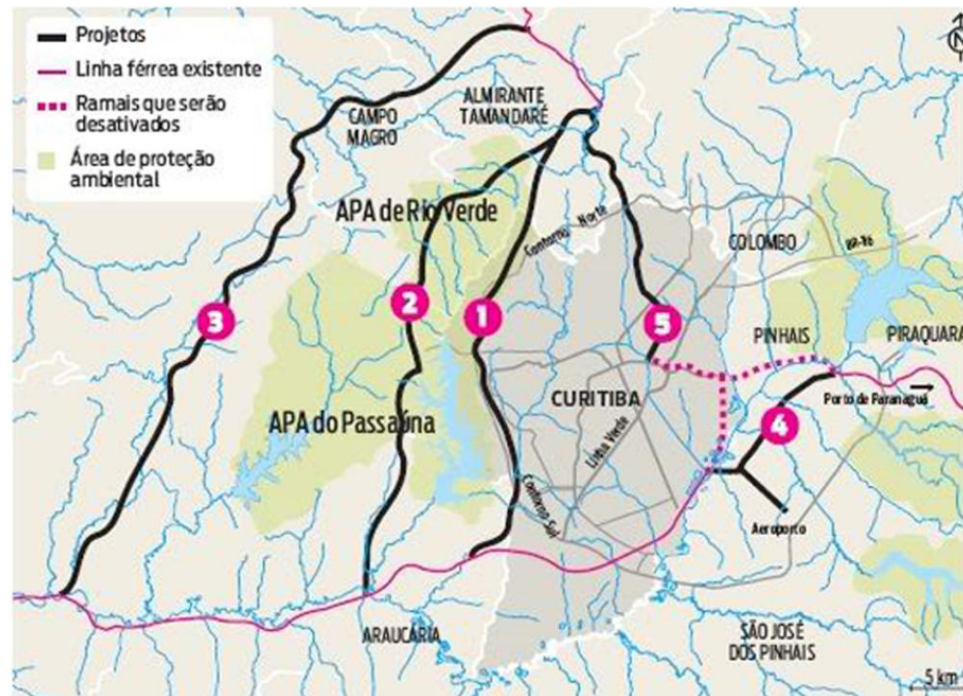 Projetos
Linha férrea existente
Ramais que serão
desativados
Área de proteção
ambiental
N
CAMPO
MAGRO
ALMIRANTE
TAMANDARÉ
APA de Rio Verde
Contorno Norte
COLOMBO
BR-116
3
2
1
5
PINHAIS
PIRAQUARA
CURITIBA
Porto de Paranaguá
APA do Passaúna
Linha Verde
4
Contorno Sul
Aeroporto
ARAUCÁRIA
SÃO JOSÉ
DOS PINHAIS
5 km